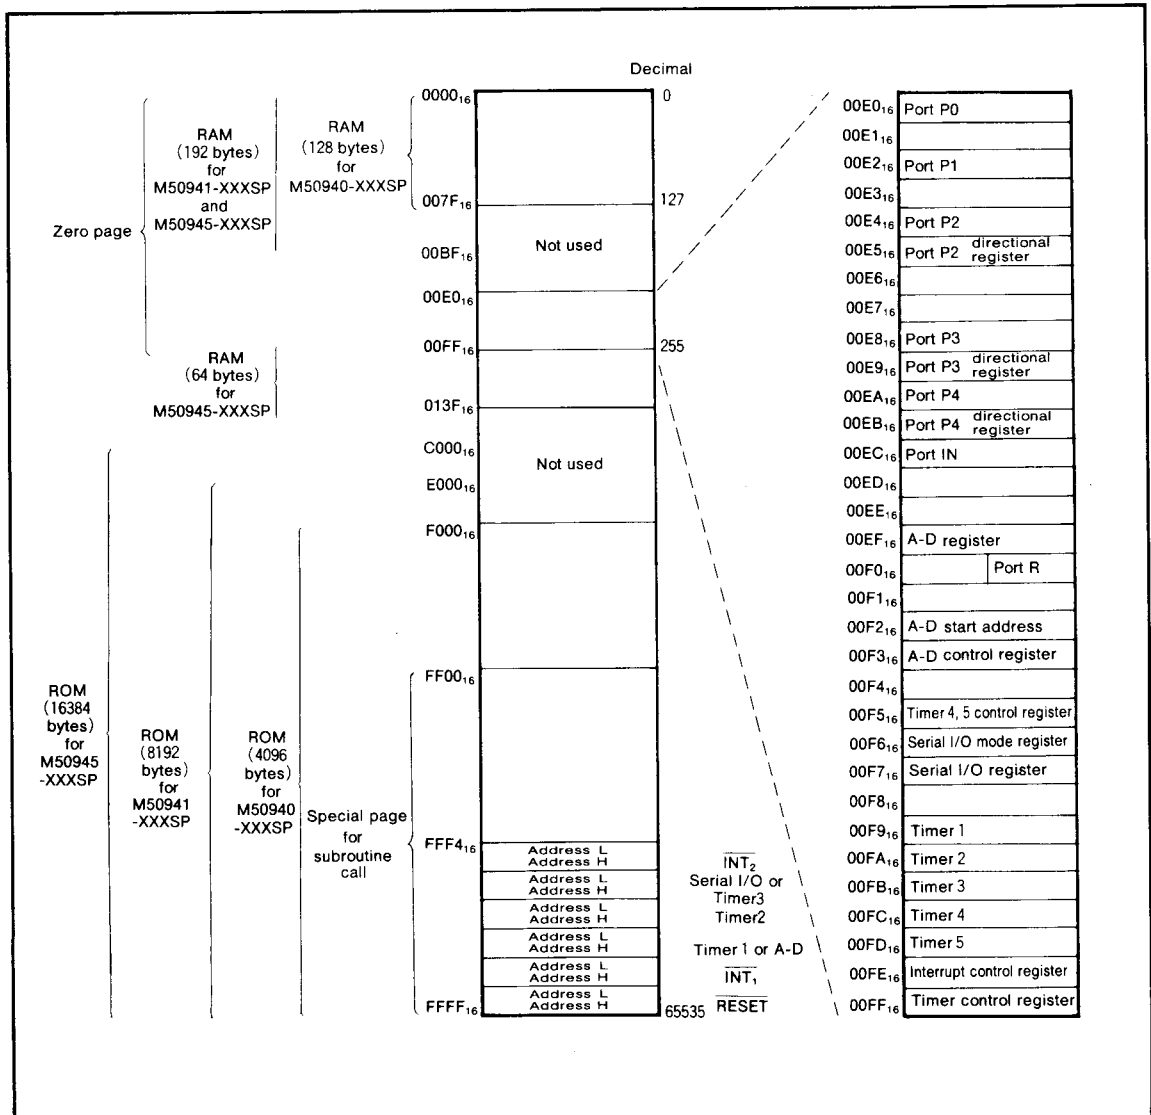 Decimal
Zero page
RAM
(192 bytes)
for
M50941-XXXSP
and
M50945-XXXSP
RAM
(128 bytes)
for
M50940-XXXSP
RAM
(64 bytes)
for
M50945-XXXSP
ROM
(16384
bytes)
for
M50945
-XXXSP
ROM
(8192
bytes)
for
M50941
-XXXSP
ROM
(4096
bytes)
for
M50940
-XXXSP
Special page
for
subroutine
call
0000₁₆ 0
007F₁₆ 127
00BF₁₆ Not used
00E0₁₆
00FF₁₆ 255
013F₁₆
C000₁₆
Not used
E000₁₆
F000₁₆
FF00₁₆
FFF4₁₆
Address L
Address H
INT₂
Address L
Address H
Serial I/O or
Timer3
Address L
Address H
Timer2
Address L
Address H
Timer 1 or A-D
Address L
Address H
INT₁
Address L
Address H
RESET
FFFF₁₆ 65535
00E0₁₆ Port P0
00E1₁₆
00E2₁₆ Port P1
00E3₁₆
00E4₁₆ Port P2
00E5₁₆ Port P2 directional register
00E6₁₆
00E7₁₆
00E8₁₆ Port P3
00E9₁₆ Port P3 directional register
00EA₁₆ Port P4
00EB₁₆ Port P4 directional register
00EC₁₆ Port IN
00ED₁₆
00EE₁₆
00EF₁₆ A-D register
00F0₁₆ Port R
00F1₁₆
00F2₁₆ A-D start address
00F3₁₆ A-D control register
00F4₁₆
00F5₁₆ Timer 4, 5 control register
00F6₁₆ Serial I/O mode register
00F7₁₆ Serial I/O register
00F8₁₆
00F9₁₆ Timer 1
00FA₁₆ Timer 2
00FB₁₆ Timer 3
00FC₁₆ Timer 4
00FD₁₆ Timer 5
00FE₁₆ Interrupt control register
00FF₁₆ Timer control register